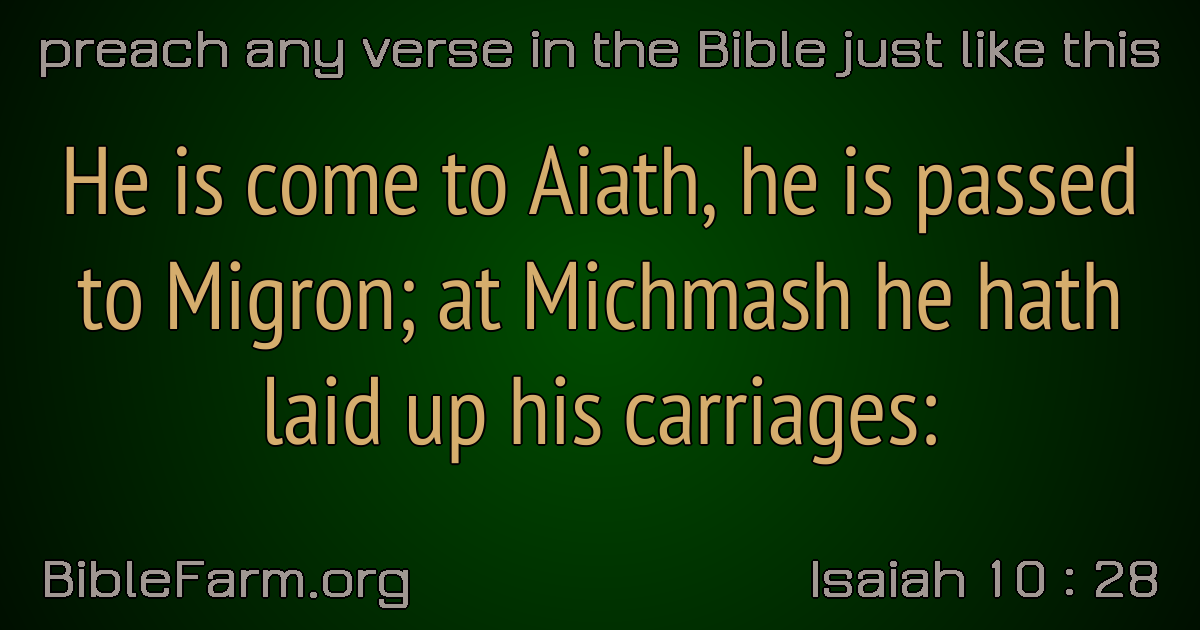 preach any verse in the Bible just like this
He is come to Aiath, he is passed
to Migron; at Michmash he hath
laid up his carriages:
BibleFarm.org
Isaiah 10 : 28